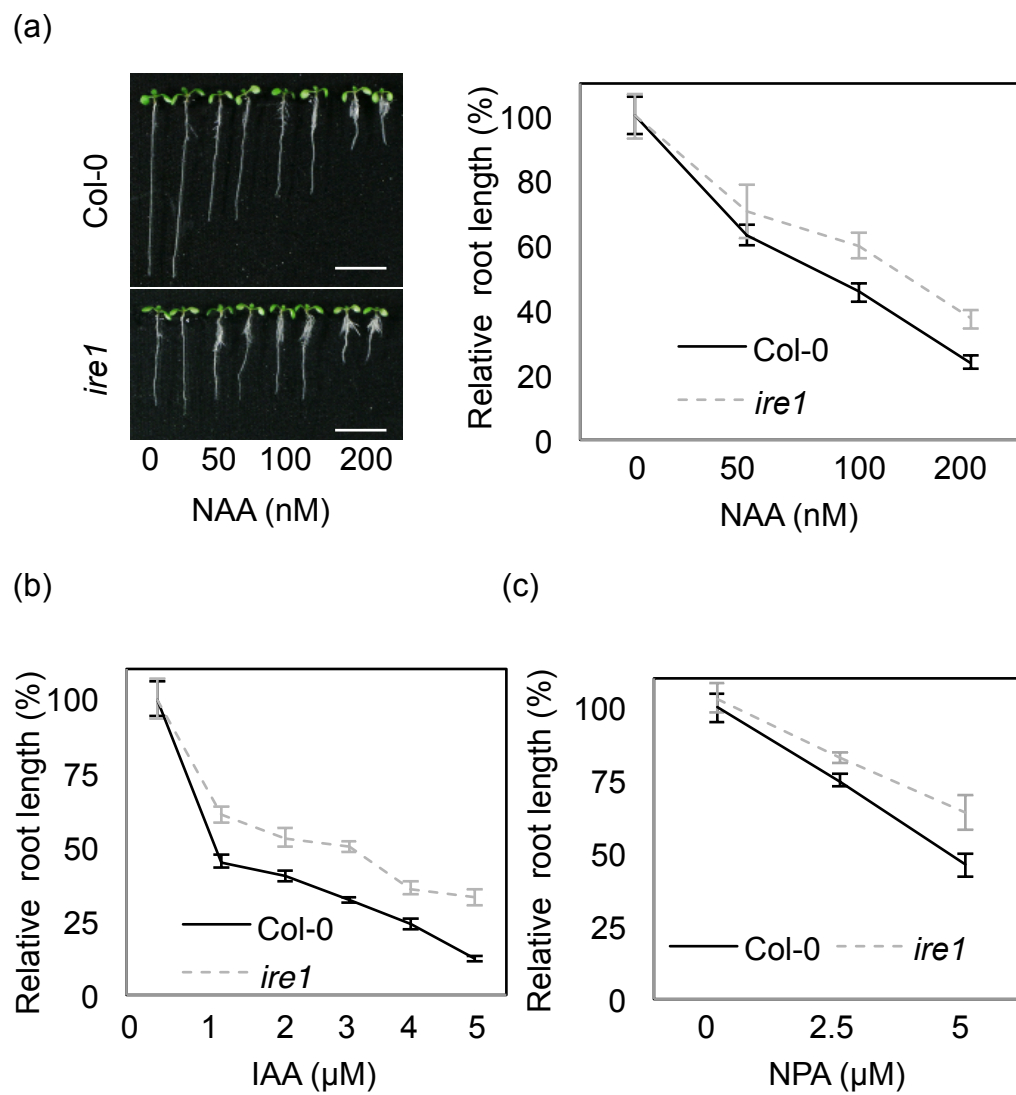 (a)
Col-0
ire1
0 50 100 200
NAA (nM)
Relative root length (%)
100
80
60
40
20
0
Col-0
ire1
0 50 100 200
NAA (nM)
(b)
Relative root length (%)
100
75
50
25
0
Col-0
ire1
0 1 2 3 4 5
IAA (µM)
(c)
Relative root length (%)
100
75
50
25
0
Col-0 ire1
0 2.5 5
NPA (µM)